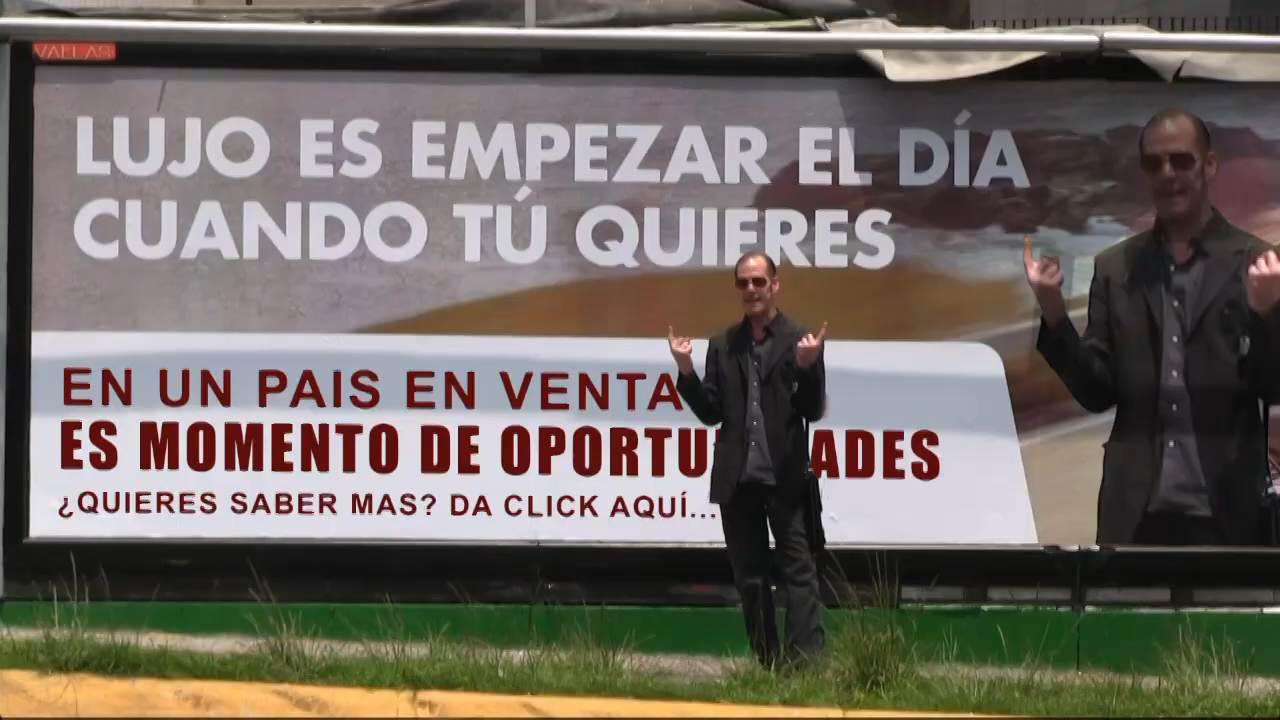 VALLAS
LUJO ES EMPEZAR EL DÍA
CUANDO TÚ QUIERES
EN UN PAIS EN VENTA
ES MOMENTO DE OPORTU ADES
¿QUIERES SABER MAS? DA CLICK AQUÍ...